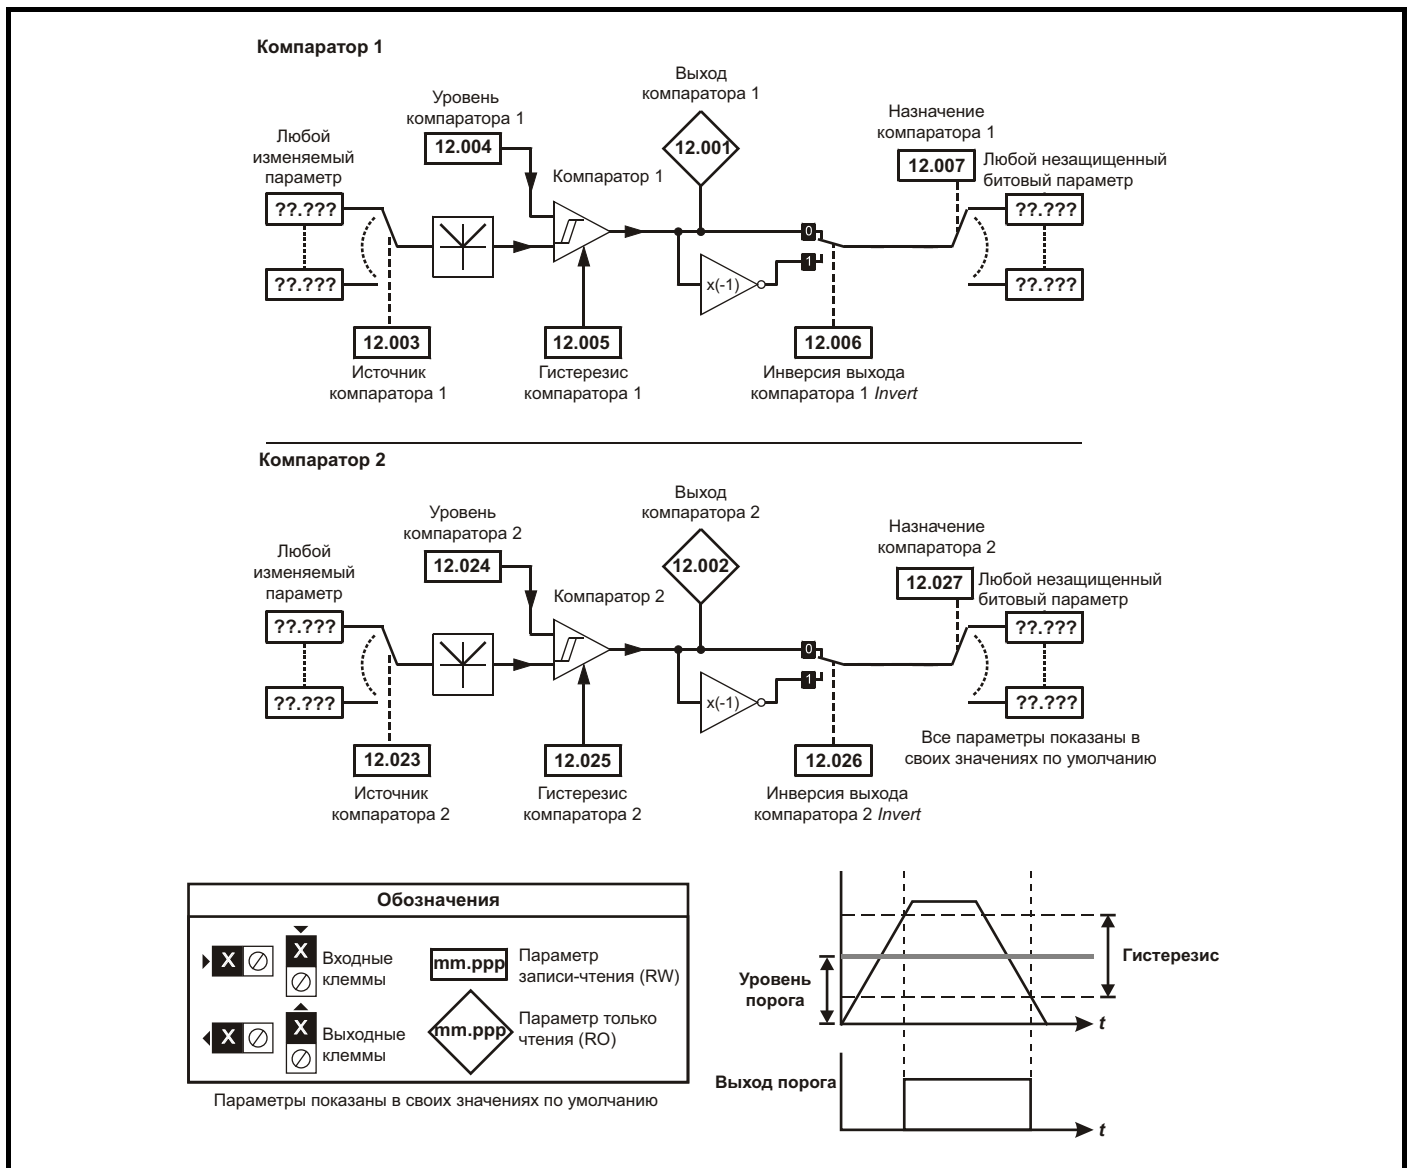 Компаратор 1
Выход
компаратора 1
Уровень
компаратора 1
Назначение
компаратора 1
Любой
изменяемый
параметр
12.004
12.001
12.007
Любой незащищенный
битовый параметр
Компаратор 1
??.???
??.???
0
1
x(-1)
??.???
??.???
12.003
12.005
12.006
Источник
компаратора 1
Гистерезис
компаратора 1
Инверсия выхода
компаратора 1 Invert
Компаратор 2
Выход
компаратора 2
Уровень
компаратора 2
Назначение
компаратора 2
Любой
изменяемый
параметр
12.024
12.002
12.027
Любой незащищенный
битовый параметр
Компаратор 2
??.???
??.???
0
1
x(-1)
??.???
??.???
12.023
12.025
12.026
Все параметры показаны в
своих значениях по умолчанию
Источник
компаратора 2
Гистерезис
компаратора 2
Инверсия выхода
компаратора 2 Invert
Обозначения
X
X
Входные
клеммы
mm.ppp
Параметр
записи-чтения (RW)
X
X
Выходные
клеммы
mm.ppp
Параметр только
чтения (RO)
Параметры показаны в своих значениях по умолчанию
Гистерезис
Уровень
порога
t
Выход порога
t